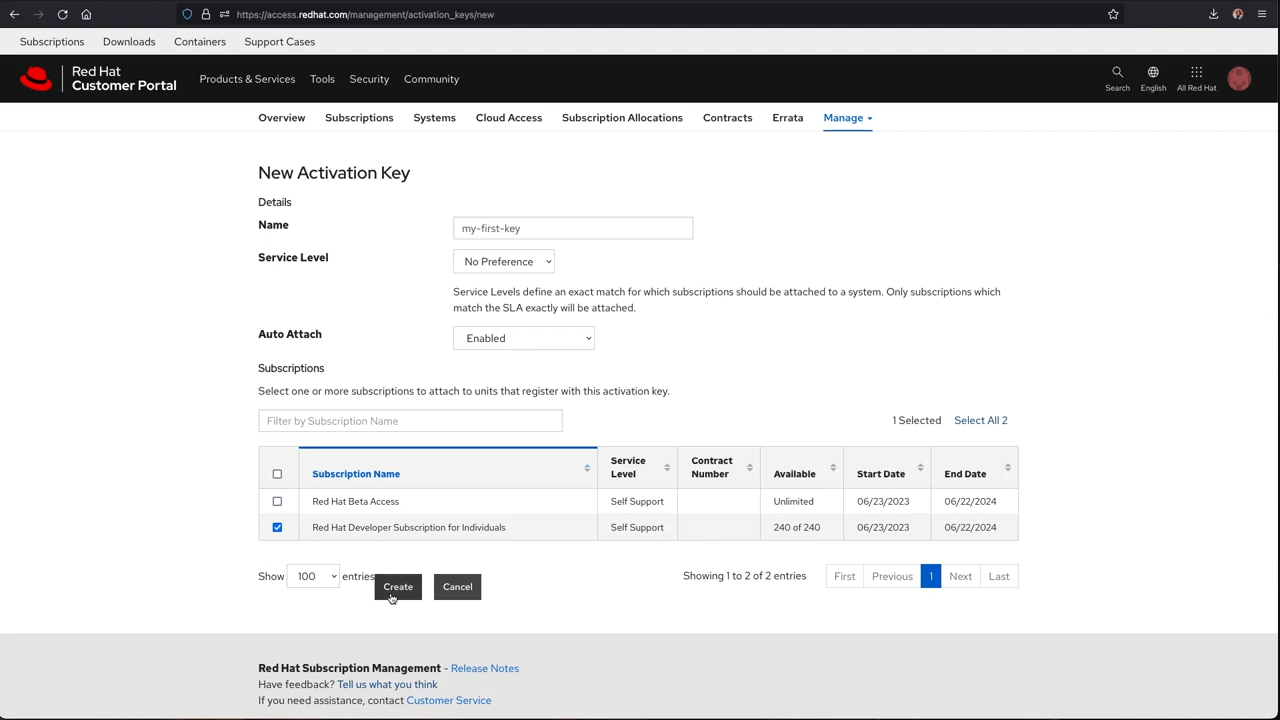 https://access.redhat.com/management/activation_keys/new
Subscriptions Downloads Containers Support Cases
Red Hat
Customer Portal
Products & Services Tools Security Community
Search English All Red Hat
Overview Subscriptions Systems Cloud Access Subscription Allocations Contracts Errata Manage
New Activation Key
Details
Name my-first-key
Service Level No Preference
Service Levels define an exact match for which subscriptions should be attached to a system. Only subscriptions which
match the SLA exactly will be attached.
Auto Attach Enabled
Subscriptions
Select one or more subscriptions to attach to units that register with this activation key.
Filter by Subscription Name 1 Selected Select All 2
Subscription Name Service Level Contract Number Available Start Date End Date
Red Hat Beta Access Self Support Unlimited 06/23/2023 06/22/2024
Red Hat Developer Subscription for Individuals Self Support 240 of 240 06/23/2023 06/22/2024
Show 100 entries Create Cancel Showing 1 to 2 of 2 entries First Previous 1 Next Last
Red Hat Subscription Management - Release Notes
Have feedback? Tell us what you think
If you need assistance, contact Customer Service